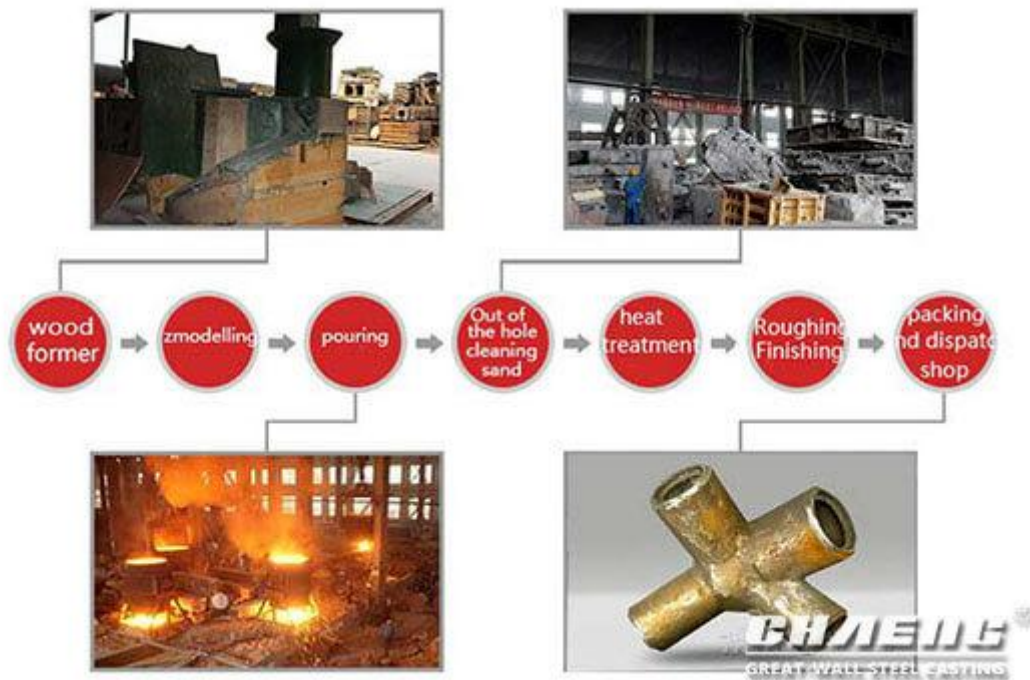 wood
former
zmodelling
pouring
Out of
the hole
cleaning
sand
heat
treatment
Roughing
Finishing
packing
nd dispatc
shop
CHAENG ®
GREAT WALL STEEL CASTING